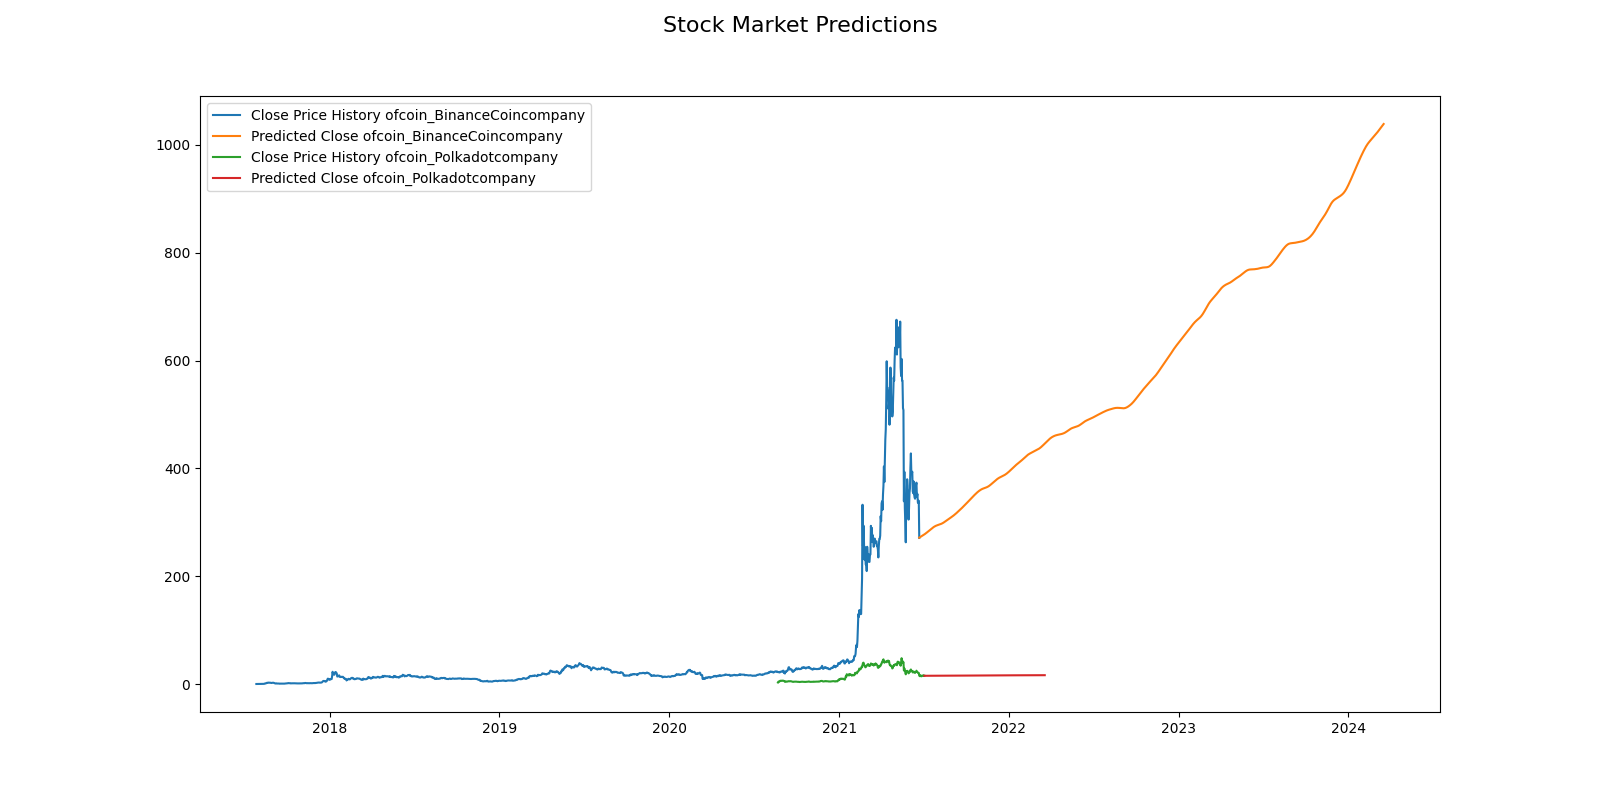 Stock Market Predictions
Close Price History ofcoin_BinanceCoincompany
Predicted Close ofcoin_BinanceCoincompany
Close Price History ofcoin_Polkadotcompany
Predicted Close ofcoin_Polkadotcompany
1000
800
600
400
200
0
2018 2019 2020 2021 2022 2023 2024